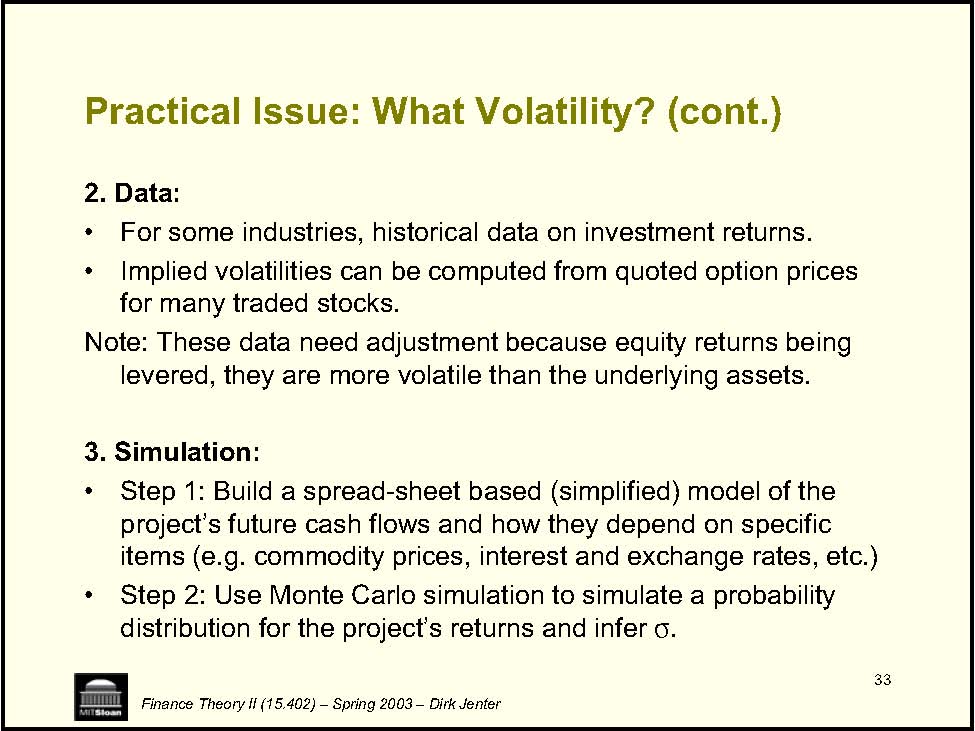 Practical Issue: What Volatility? (cont.)
2. Data:
• For some industries, historical data on investment returns.
• Implied volatilities can be computed from quoted option prices
for many traded stocks.
Note: These data need adjustment because equity returns being
levered, they are more volatile than the underlying assets.
3. Simulation:
• Step 1: Build a spread-sheet based (simplified) model of the
project’s future cash flows and how they depend on specific
items (e.g. commodity prices, interest and exchange rates, etc.)
• Step 2: Use Monte Carlo simulation to simulate a probability
distribution for the project’s returns and infer σ.
33
MITSloan
Finance Theory II (15.402) – Spring 2003 – Dirk Jenter